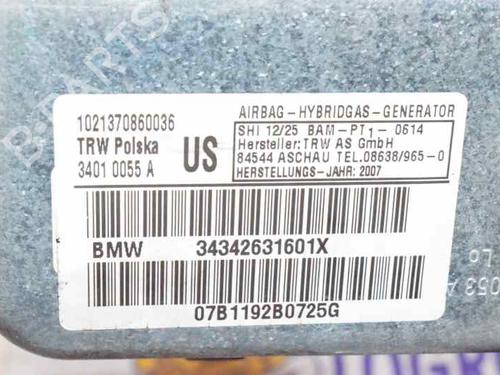 1021370860036
TRW Polska
3401 0055 A
US
AIRBAG-HYBRIDGAS-GENERATOR
SHI 12/25 BAM-PT1-0614
Hersteller:TRW AS GmbH
84544 ASCHAU TEL.08638/965-0
HERSTELLUNGS-JAHR:2007
BMW 34342631601X
07B1192B0725G